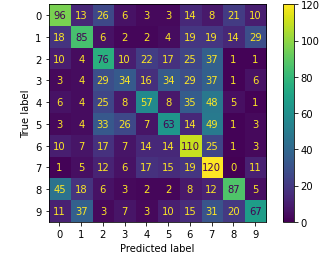 0 96 13 26 6 3 3 14 8 21 10
1 18 85 6 2 2 4 19 19 14 29
2 10 4 76 10 22 17 25 37 1 1
3 3 4 29 34 16 34 29 37 1 6
4 6 4 25 8 57 8 35 48 5 1
5 3 4 33 26 7 63 14 49 1 3
6 10 7 17 7 14 14 110 25 1 3
7 1 5 12 6 17 15 19 120 0 11
8 45 18 6 3 2 2 8 12 87 5
9 11 37 3 7 3 10 15 31 20 67
0 1 2 3 4 5 6 7 8 9
Predicted label
True label
120
100
80
60
40
20
0